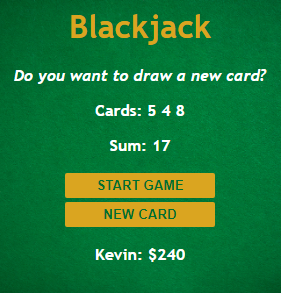 Blackjack
Do you want to draw a new card?
Cards: 5 4 8
Sum: 17
START GAME
NEW CARD
Kevin: $240